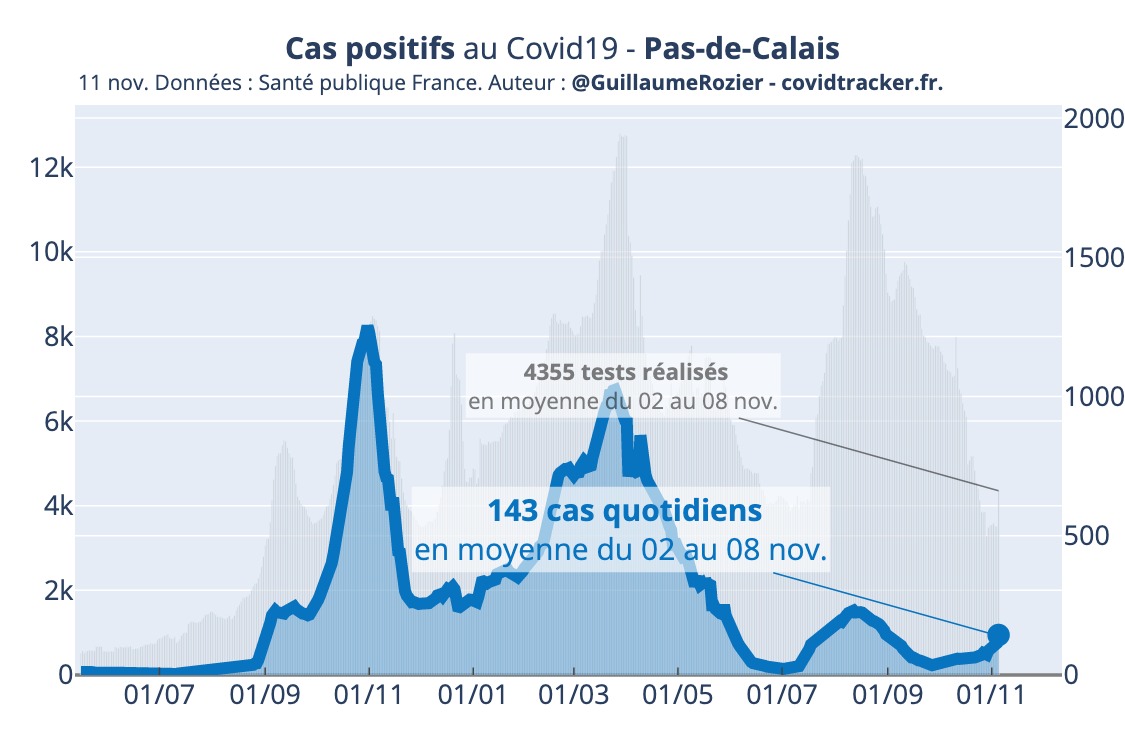 Cas positifs au Covid19 - Pas-de-Calais
11 nov. Données : Santé publique France. Auteur : @GuillaumeRozier - covidtracker.fr.
2000
12k
10k
1500
8k
4355 tests réalisés
en moyenne du 02 au 08 nov.
1000
6k
4k
143 cas quotidiens
500
en moyenne du 02 au 08 nov.
2k
0
0
01/07
01/09
01/11
01/01
01/03
01/05
01/07
01/09
01/11